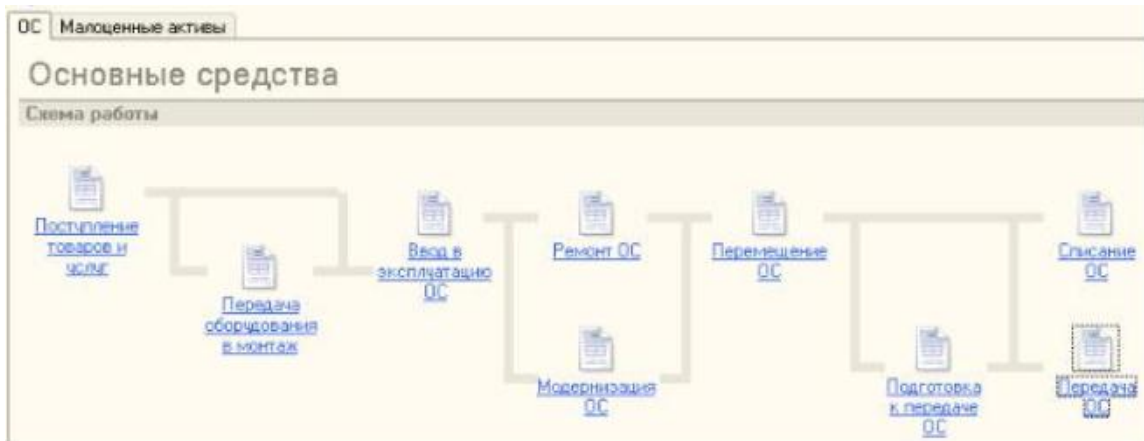 ОС Малоценные активы
Основные средства
Схема работы
Поступление
товаров и
услуг
Передача
оборудования
в монтаж
Ввод в
эксплуатацию
ОС
Ремонт ОС
Модернизация
ОС
Перемещение
ОС
Подготовка
к передаче
ОС
Списание
ОС
Передача
ОС